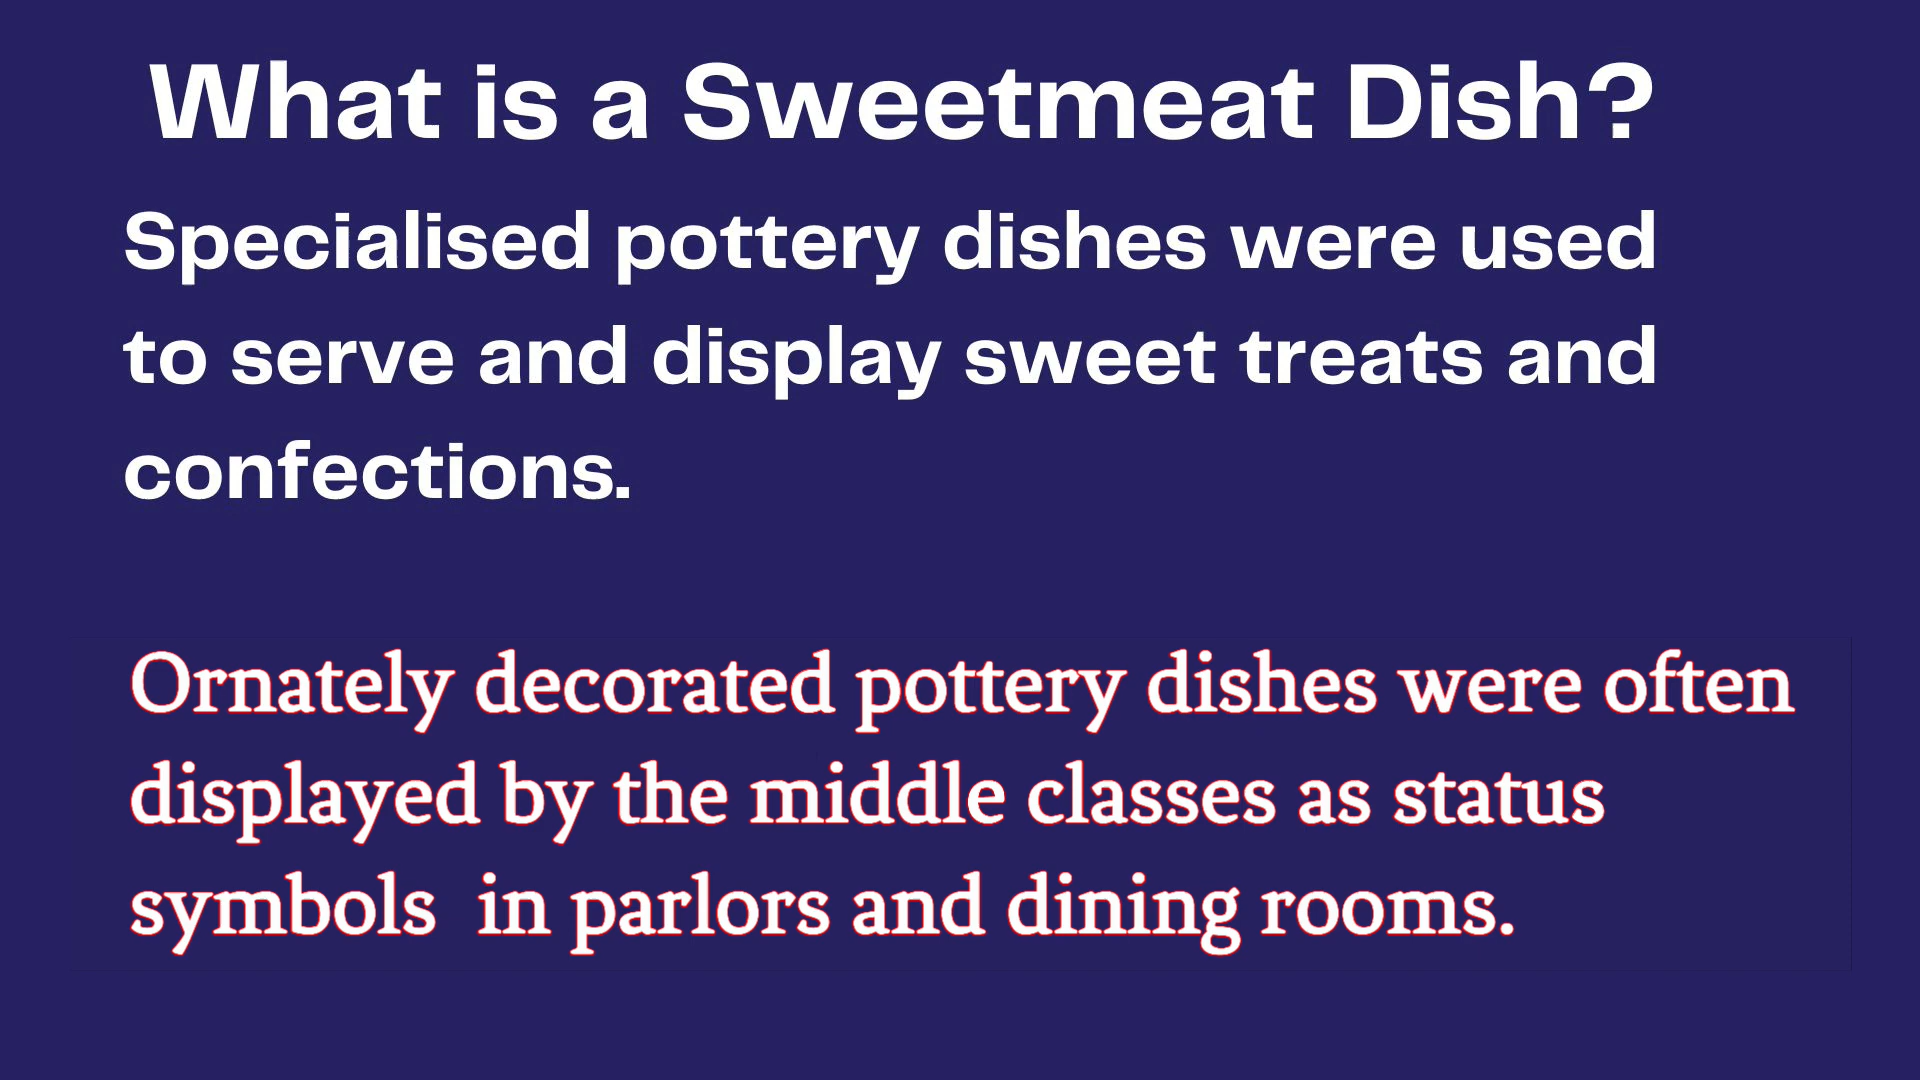 What is a Sweetmeat Dish?
Specialised pottery dishes were used
to serve and display sweet treats and
confections.
Ornately decorated pottery dishes were often
displayed by the middle classes as status
symbols  in parlors and dining rooms.